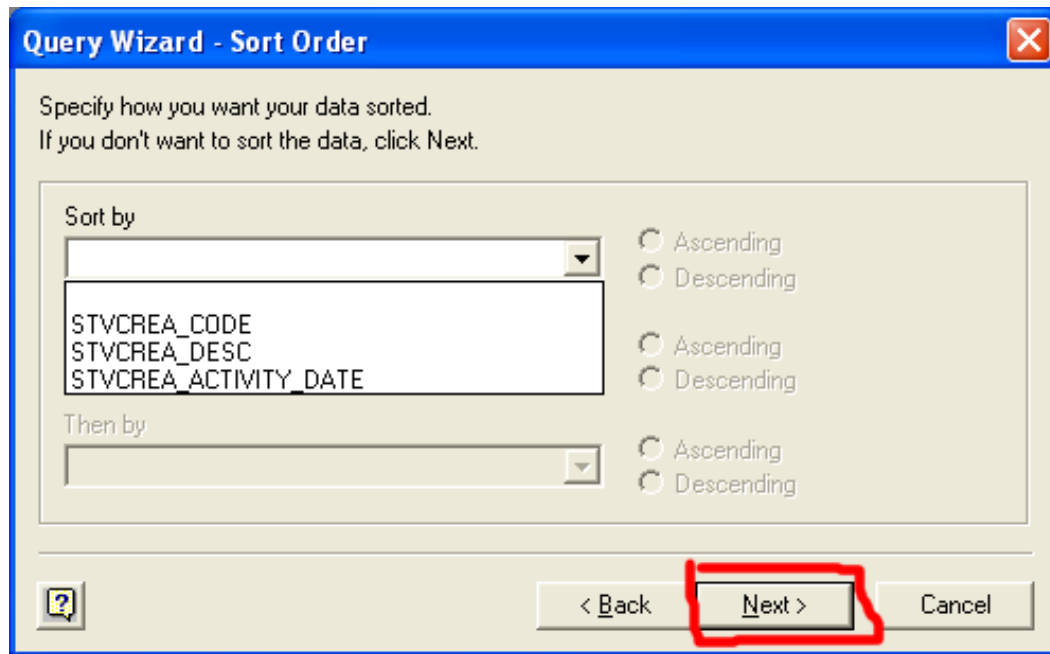 Query Wizard - Sort Order
Specify how you want your data sorted.
If you don't want to sort the data, click Next.
Sort by
Ascending
Descending
STVCREA_CODE
STVCREA_DESC
STVCREA_ACTIVITY_DATE
Ascending
Descending
Then by
Ascending
Descending
?
< Back
Next >
Cancel